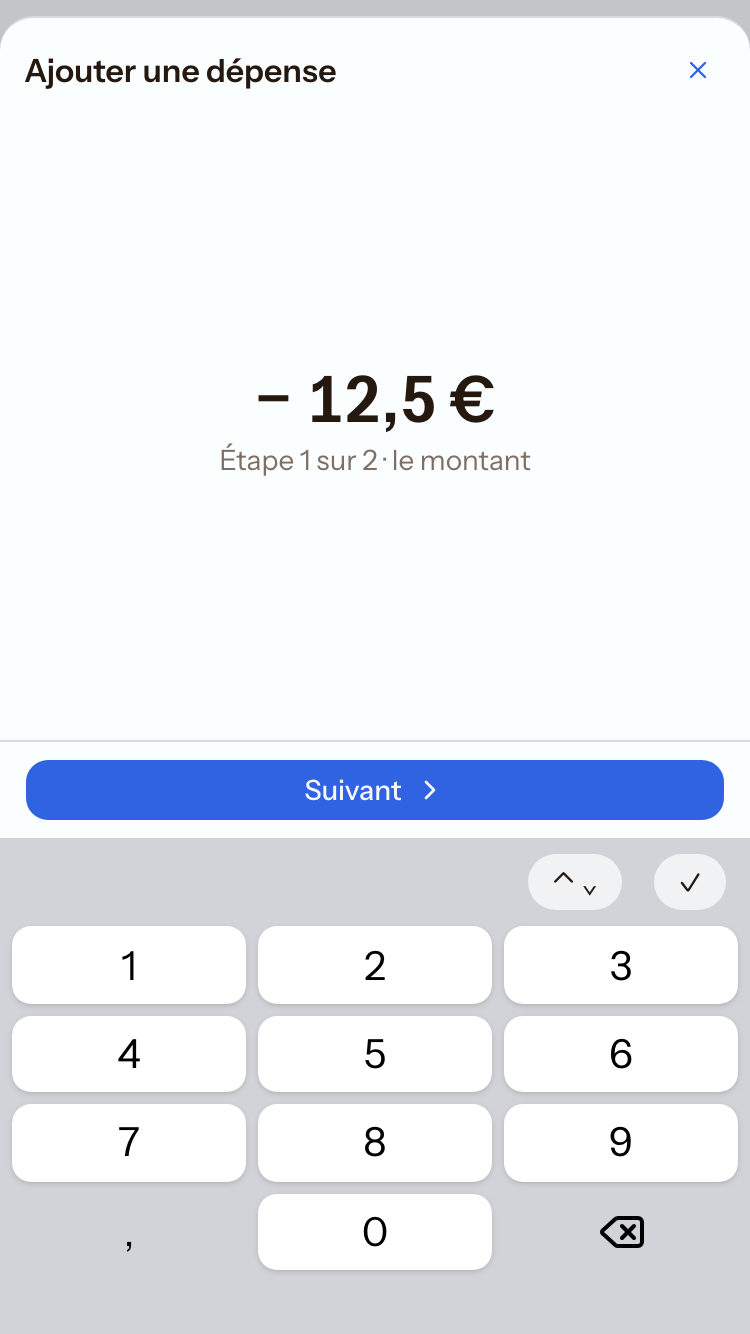 Ajouter une dépense
− 12,5 €
Étape 1 sur 2 · le montant
Suivant
1 2 3
4 5 6
7 8 9
, 0